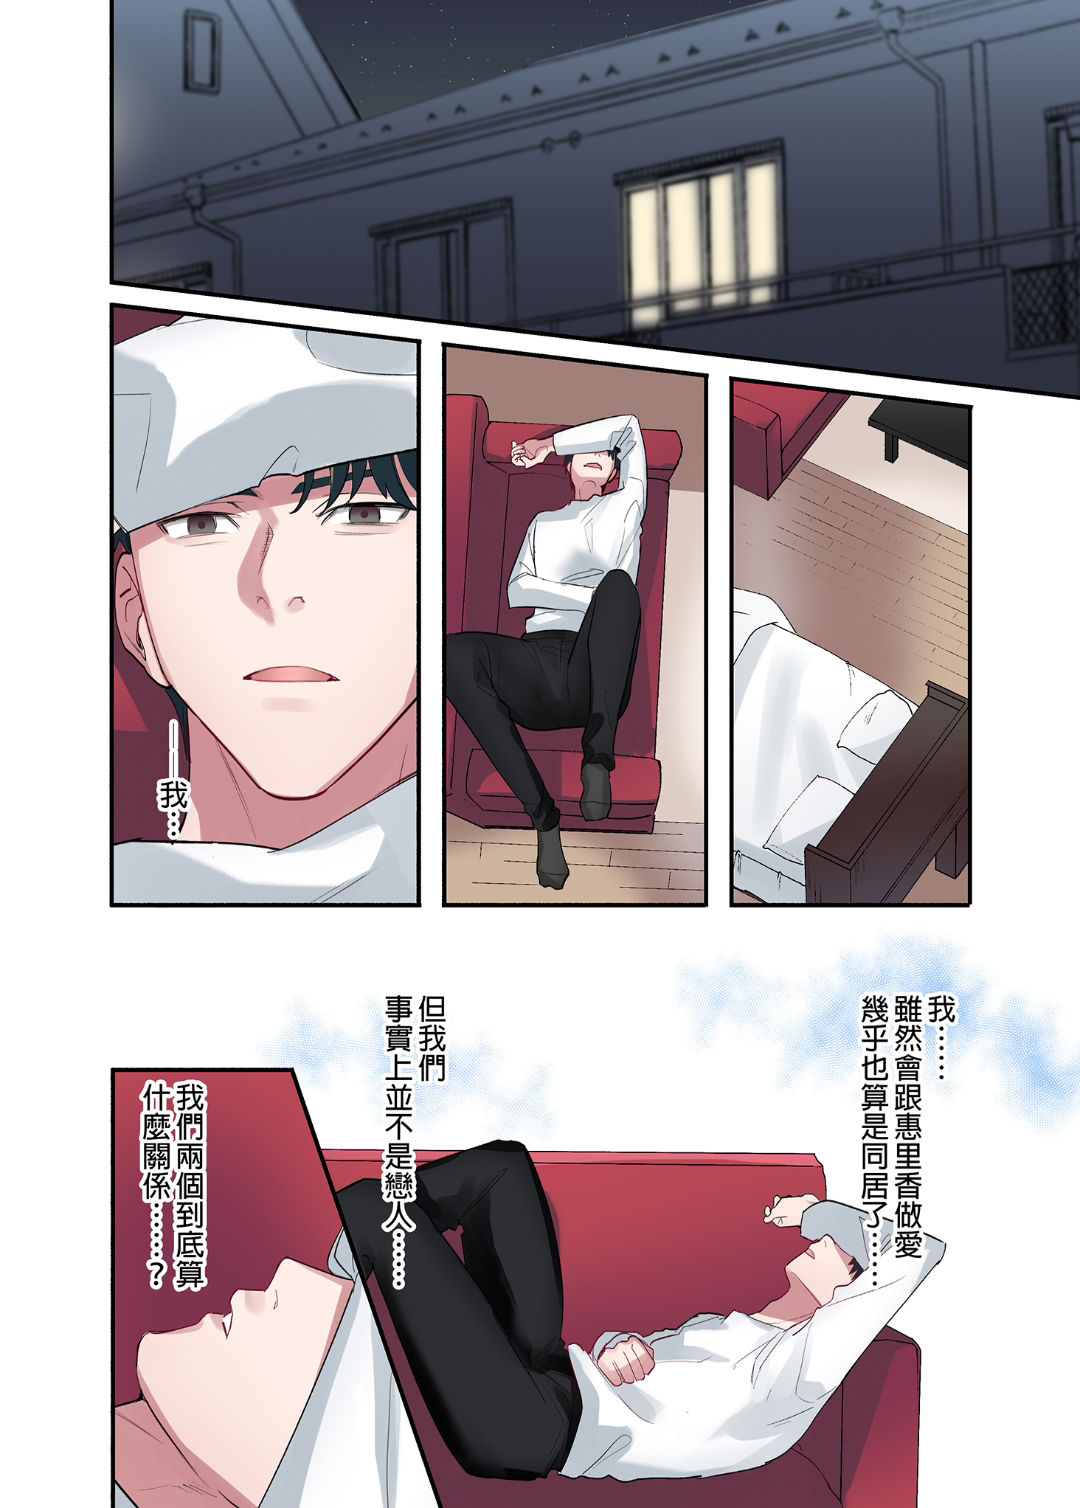 ——我…
我……
雖然會跟惠里香做愛
幾乎也算是同居了……
但我們
事實上並不是戀人……
我們兩個到底算
什麼關係……？